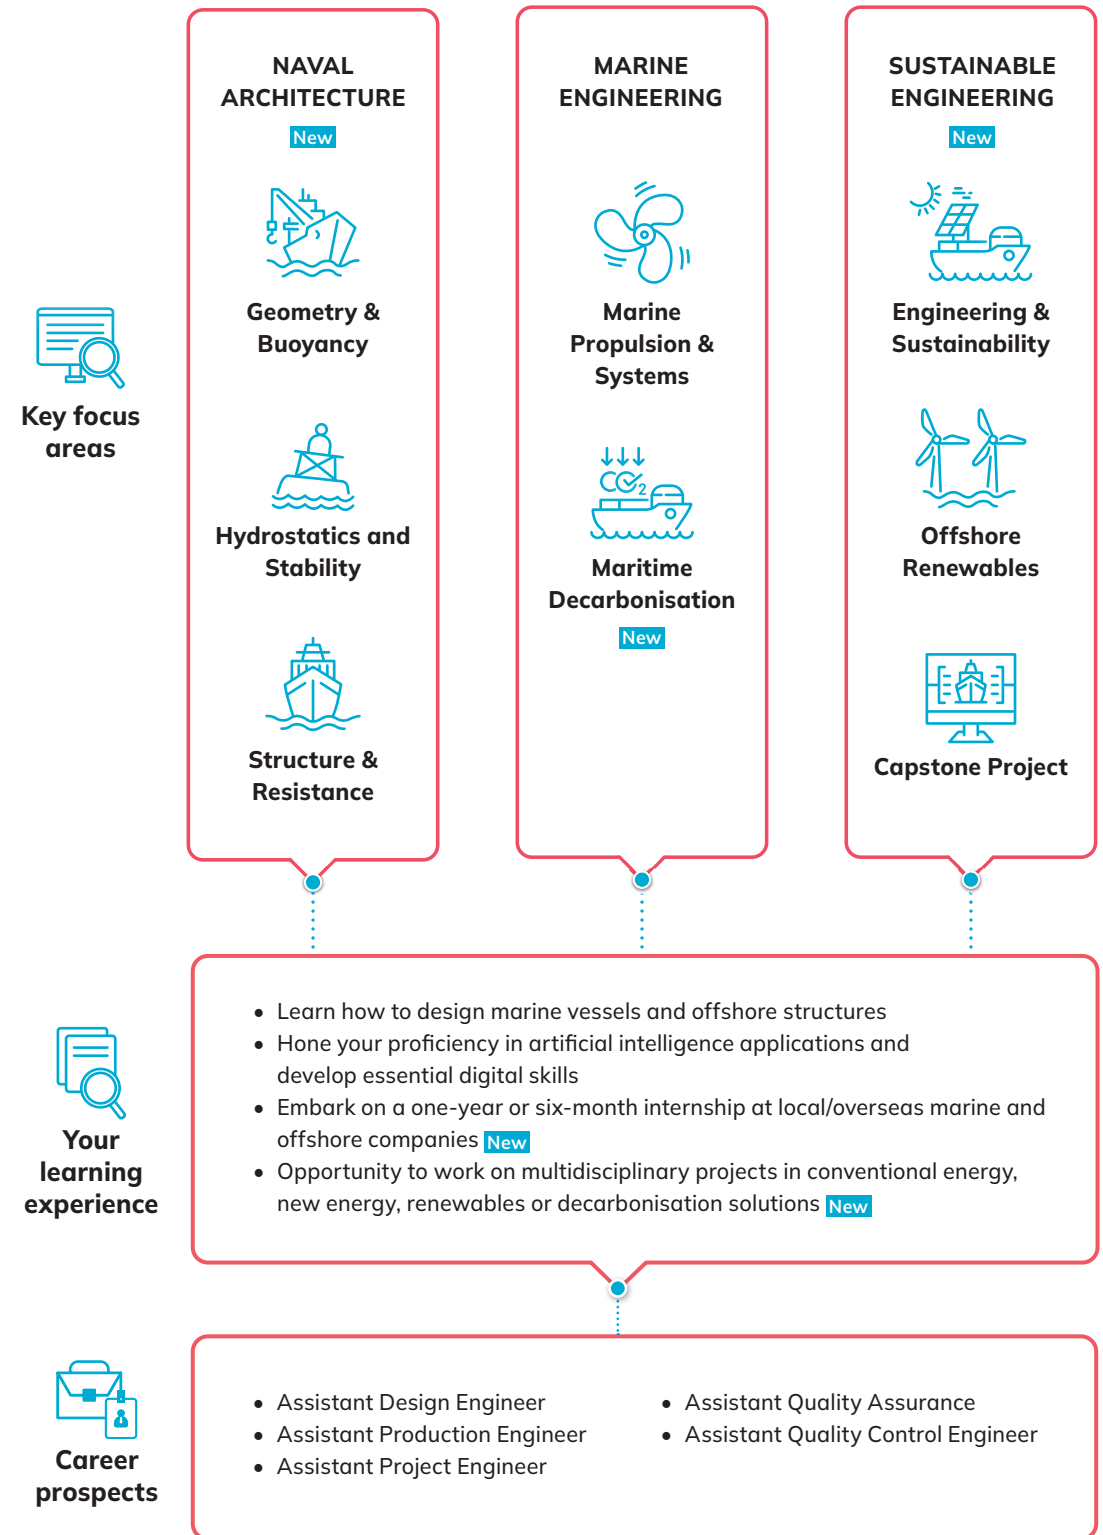 NAVAL
ARCHITECTURE
New
Geometry &
Buoyancy
Hydrostatics and
Stability
Structure &
Resistance
MARINE
ENGINEERING
Marine
Propulsion &
Systems
CO2
Maritime
Decarbonisation
New
SUSTAINABLE
ENGINEERING
New
Engineering &
Sustainability
Offshore
Renewables
Capstone Project
Key focus
areas
Your
learning
experience
• Learn how to design marine vessels and offshore structures
• Hone your proficiency in artificial intelligence applications and
develop essential digital skills
• Embark on a one-year or six-month internship at local/overseas marine and
offshore companies New
• Opportunity to work on multidisciplinary projects in conventional energy,
new energy, renewables or decarbonisation solutions New
Career
prospects
• Assistant Design Engineer
• Assistant Production Engineer
• Assistant Project Engineer
• Assistant Quality Assurance
• Assistant Quality Control Engineer